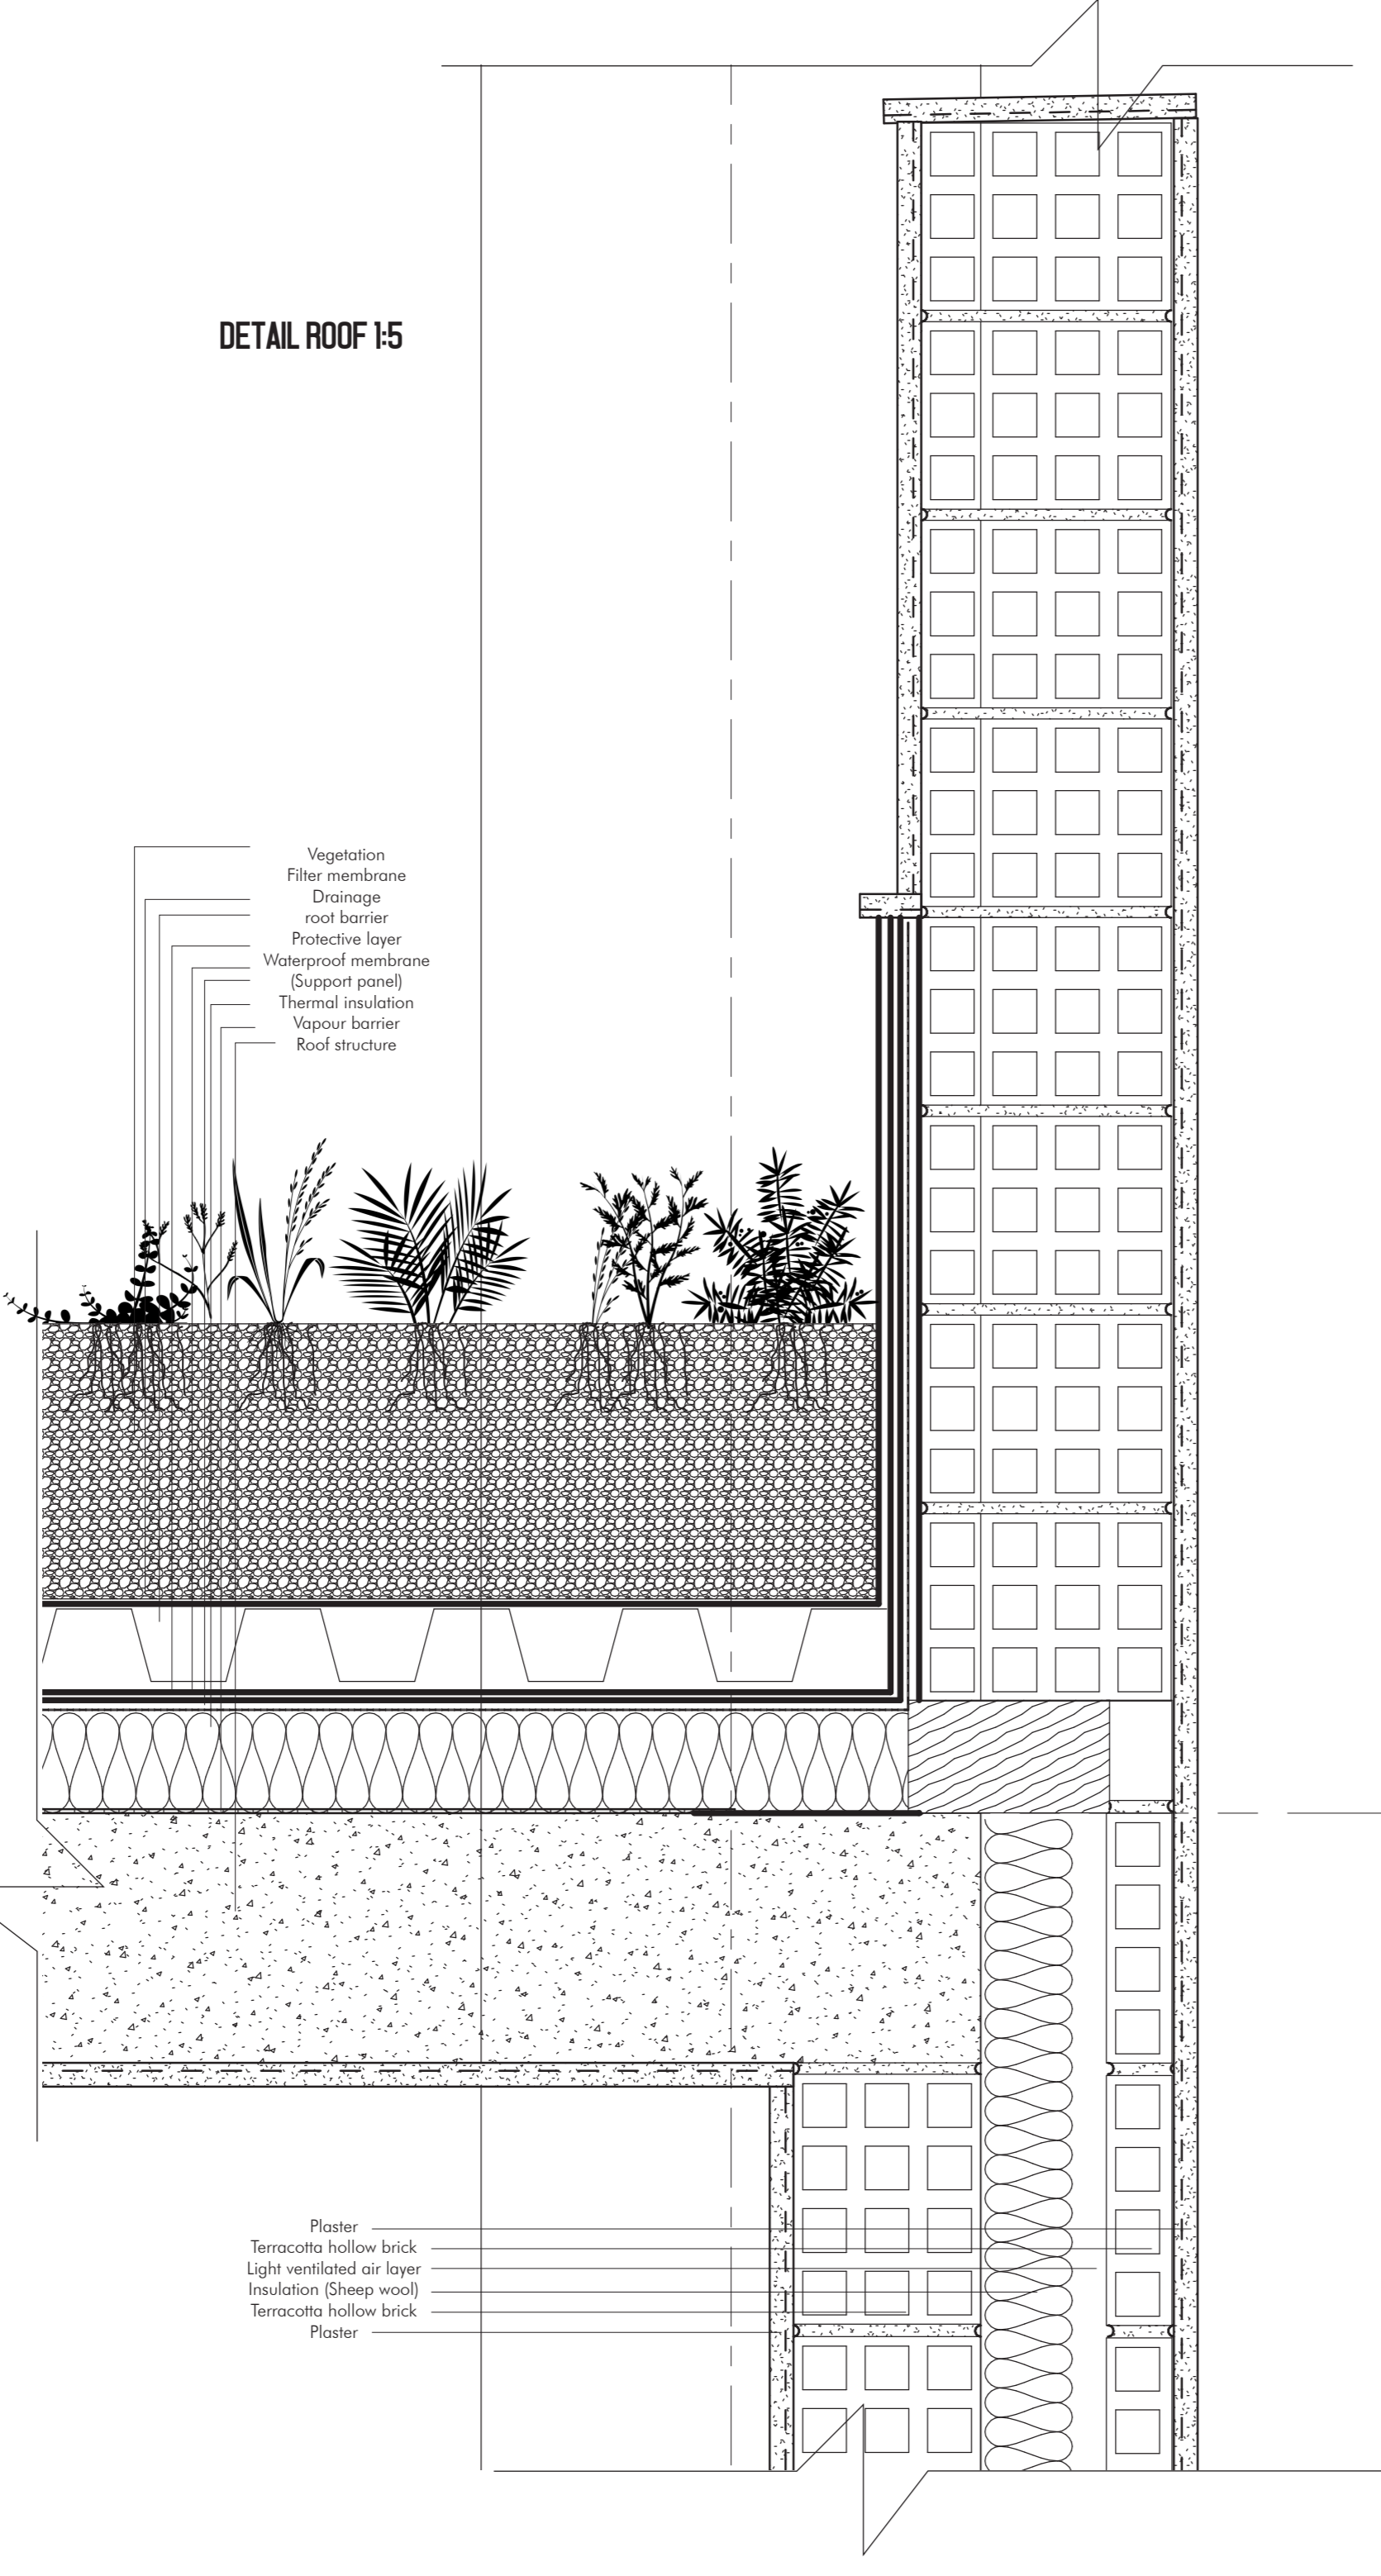 DETAIL ROOF 1:5
Vegetation
Filter membrane
Drainage
root barrier
Protective layer
Waterproof membrane
(Support panel)
Thermal insulation
Vapour barrier
Roof structure
Plaster
Terracotta hollow brick
Light ventilated air layer
Insulation (Sheep wool)
Terracotta hollow brick
Plaster